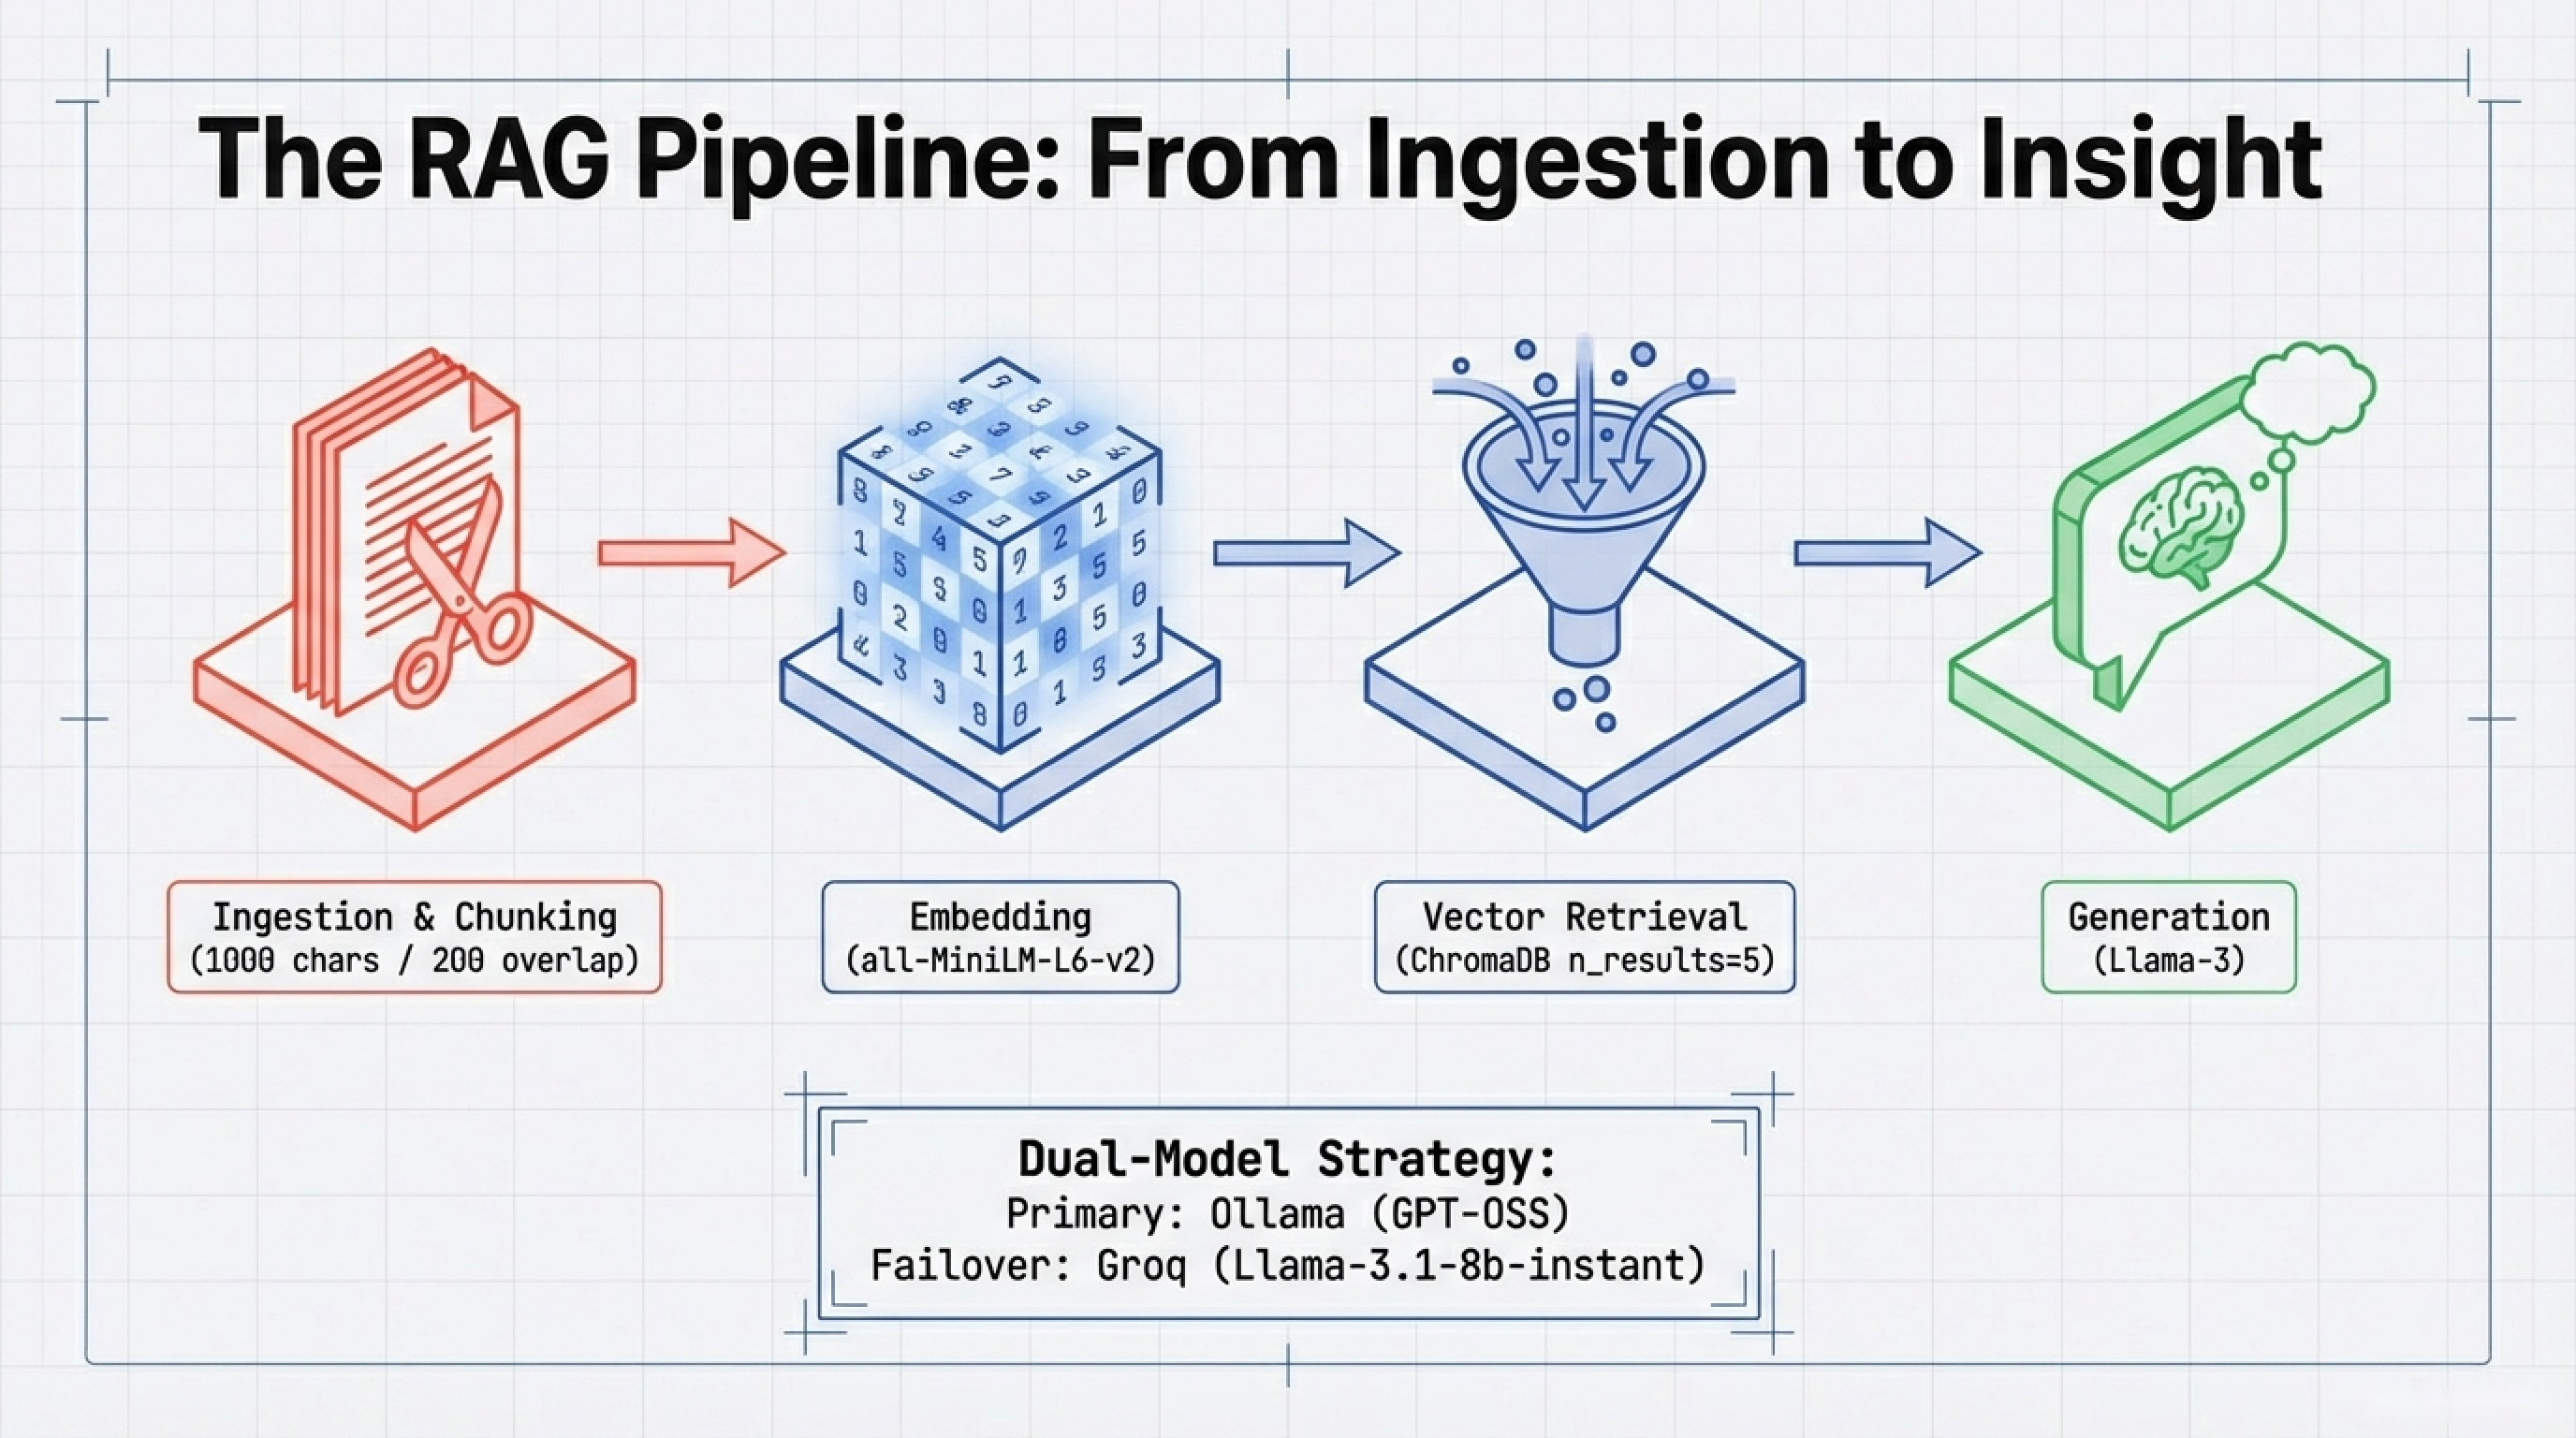 The RAG Pipeline: From Ingestion to Insight
Ingestion & Chunking
(1000 chars / 200 overlap)
Embedding
(all-MiniLM-L6-v2)
Vector Retrieval
(ChromaDB n_results=5)
Generation
(Llama-3)
Dual-Model Strategy:
Primary: Ollama (GPT-OSS)
Failover: Groq (Llama-3.1-8b-instant)